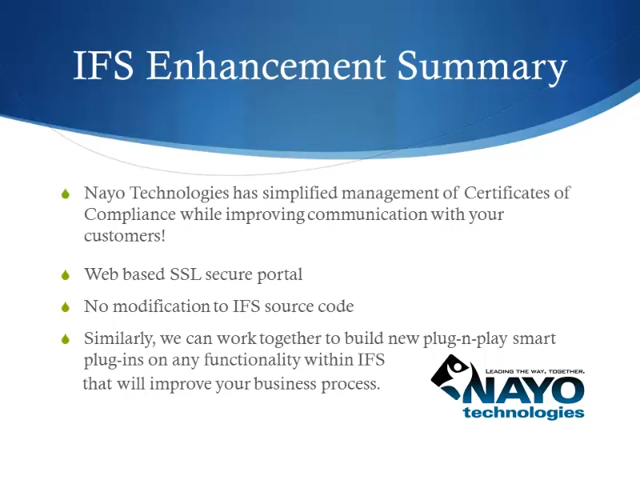 IFS Enhancement Summary
Nayo Technologies has simplified management of Certificates of
Compliance while improving communication with your
customers!
Web based SSL secure portal
No modification to IFS source code
Similarly, we can work together to build new plug-n-play smart
plug-ins on any functionality within IFS
that will improve your business process.
LEADING THE WAY, TOGETHER.
NAYO
technologies